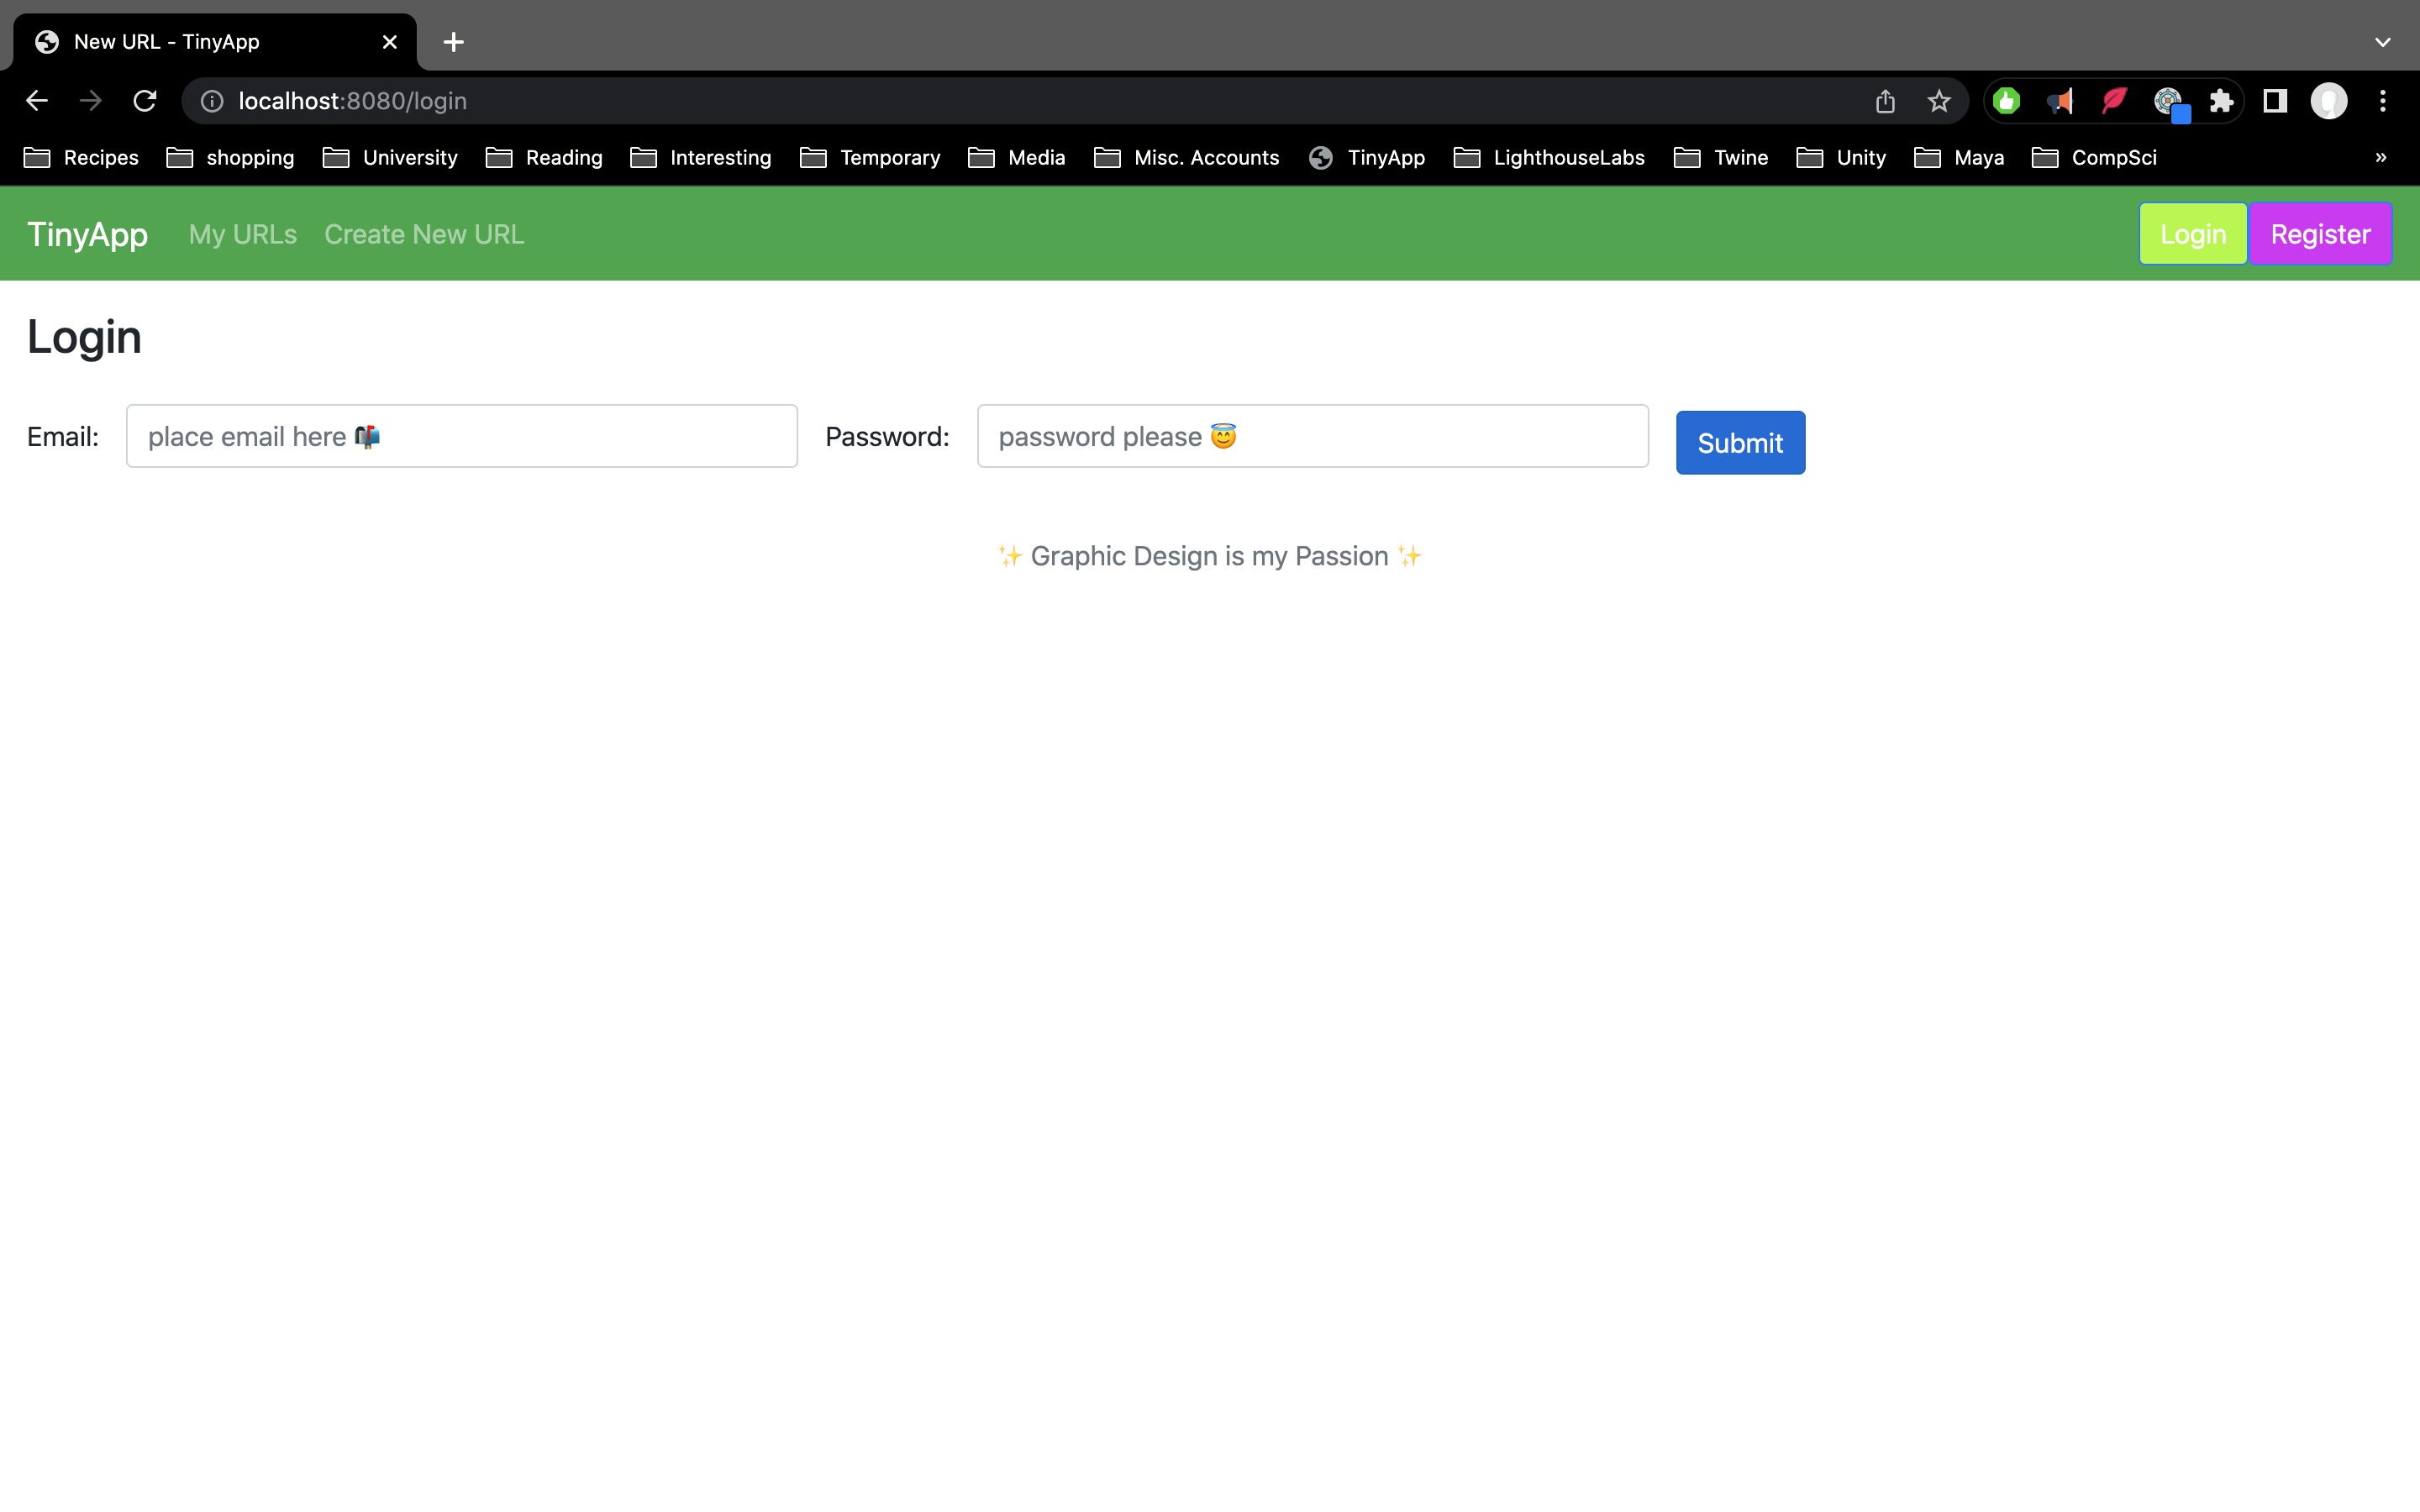 New URL - TinyApp
localhost:8080/login
Recipes shopping University Reading Interesting Temporary Media Misc. Accounts TinyApp LighthouseLabs Twine Unity Maya CompSci »
TinyApp My URLs Create New URL Login Register
Login
Email: place email here 📬 Password: password please 😇 Submit
✨ Graphic Design is my Passion ✨